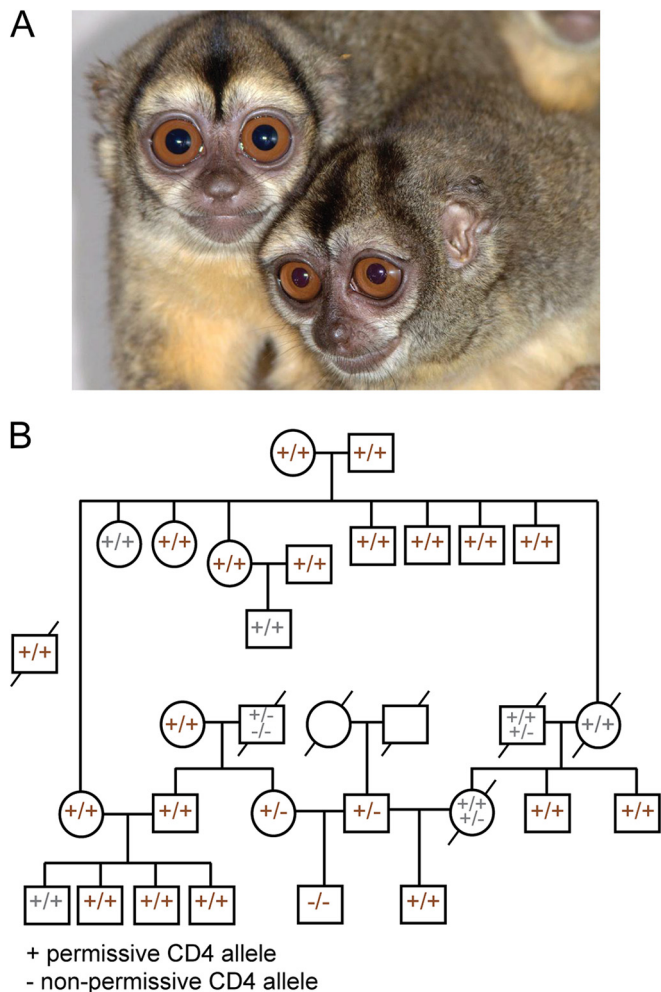 A
B
+/+ +/+
+/+ +/+ +/+ +/+ +/+ +/+ +/+ +/+
+/+
+/+
+/+ +/- +/+ +/+
-/- +/-
+/+ +/+ +/- +/- +/+ +/+ +/+
+/-
+/+ +/+ +/+ +/+ -/- +/+
+ permissive CD4 allele
- non-permissive CD4 allele